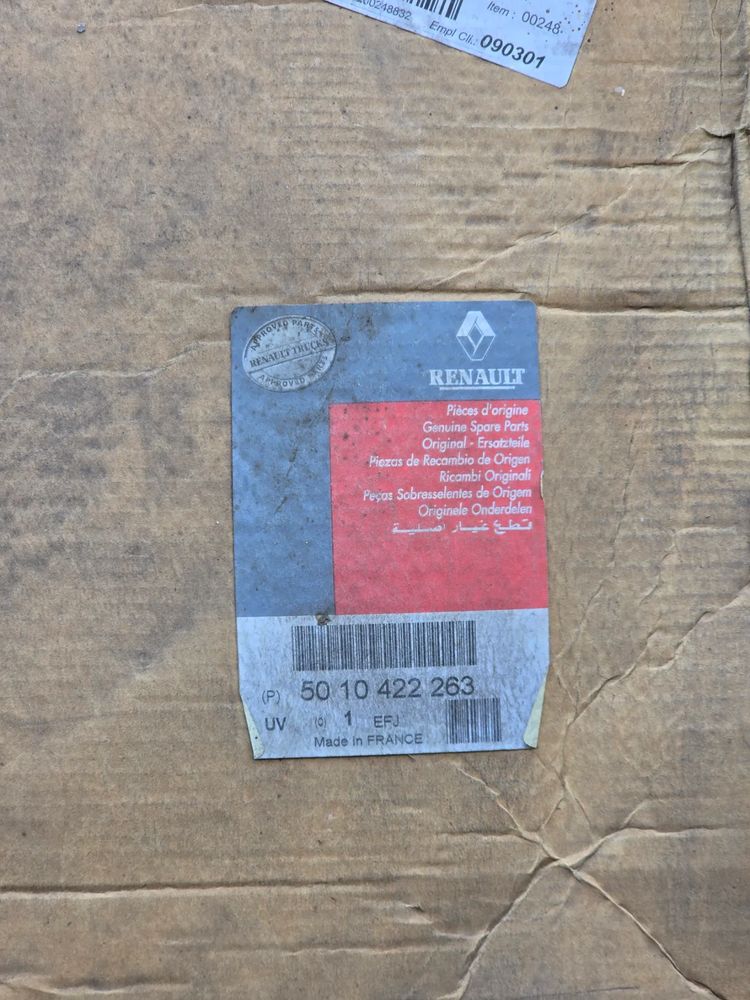 Item : 00248
00248832
Empl Cli.: 090301
APPROVED PARTS
RENAULT TRUCKS
APPROVED PARTS
RENAULT
Pièces d'origine
Genuine Spare Parts
Original - Ersatzteile
Piezas de Recambio de Origen
Ricambi Originali
Peças Sobresselentes de Origem
Originele Onderdelen
قطع غيار اصلية
(P) 50 10 422 263
UV (Q) 1 EFJ
Made in FRANCE